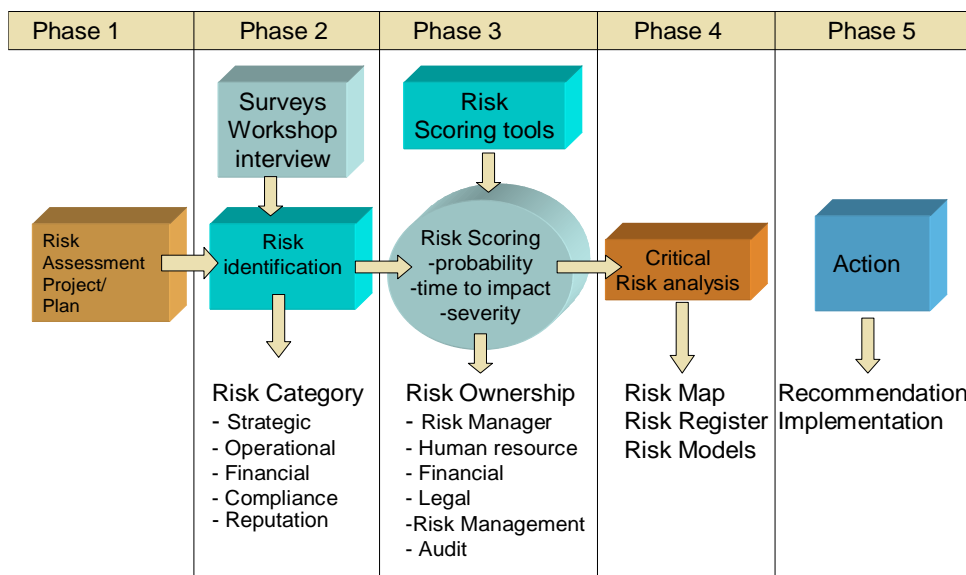 Phase 1
Phase 2
Phase 3
Phase 4
Phase 5
Risk
Assessment
Project/
Plan
Surveys
Workshop
interview
Risk
identification
Risk Category
- Strategic
- Operational
- Financial
- Compliance
- Reputation
Risk
Scoring tools
Risk Scoring
-probability
-time to impact
-severity
Risk Ownership
- Risk Manager
- Human resource
- Financial
- Legal
-Risk Management
- Audit
Critical
Risk analysis
Risk Map
Risk Register
Risk Models
Action
Recommendation
Implementation